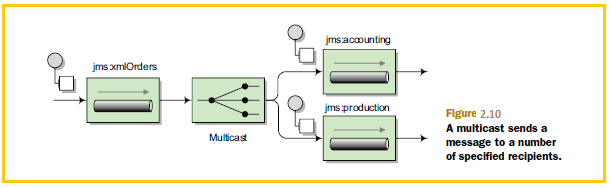 jms:xmlOrders
Multicast
jms:accounting
jms:production
Figure 2.10
A multicast sends a
message to a number
of specified recipients.